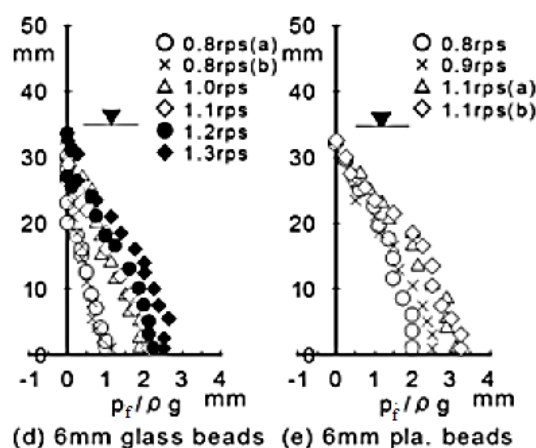 50
mm
40
30
20
10
0
-1 0 1 2 3 4
p_f/ρ g mm
○ 0.8rps(a)
× 0.8rps(b)
△ 1.0rps
◇ 1.1rps
● 1.2rps
◆ 1.3rps
(d) 6mm glass beads
50
mm
40
30
20
10
0
-1 0 1 2 3 4
p_f/ρ g mm
○ 0.8rps
× 0.9rps
△ 1.1rps(a)
◇ 1.1rps(b)
(e) 6mm pla. beads